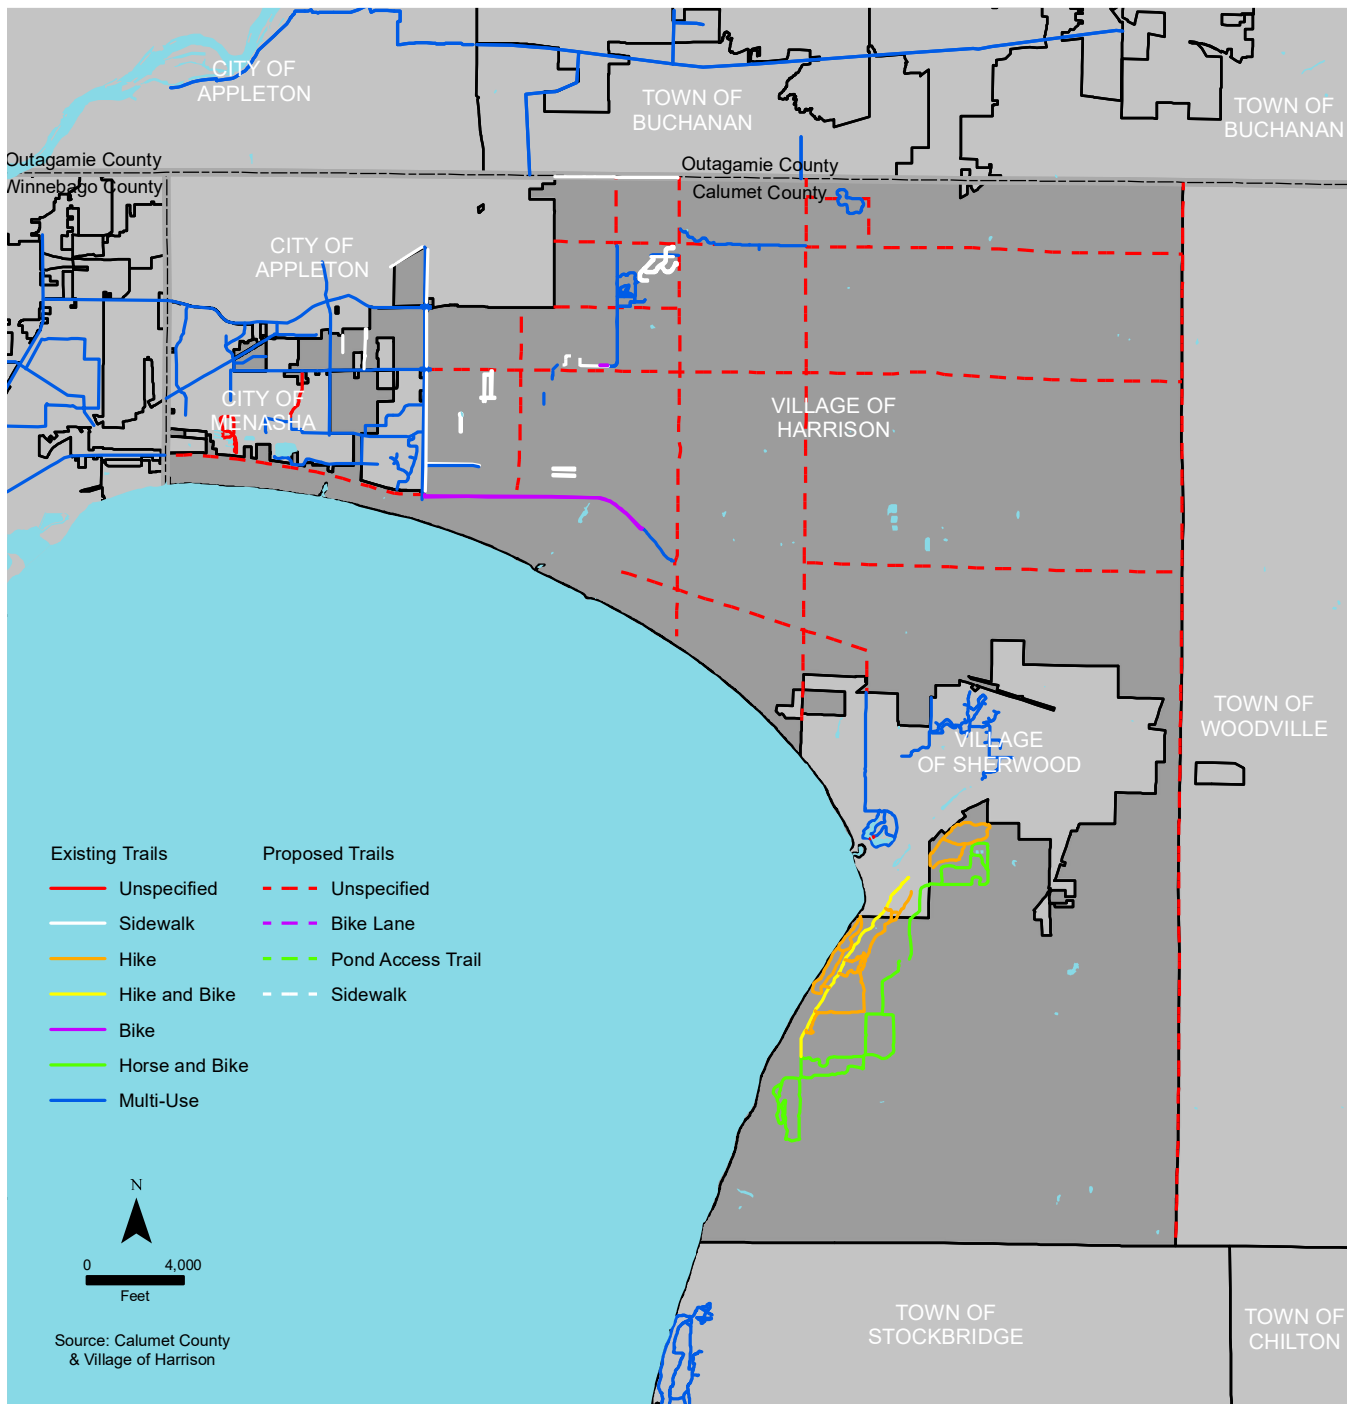 CITY OF
APPLETON
TOWN OF
BUCHANAN
TOWN OF
BUCHANAN
Outagamie County
Winnebago County
Outagamie County
Calumet County
CITY OF
APPLETON
CITY OF
MENASHA
VILLAGE OF
HARRISON
TOWN OF
WOODVILLE
VILLAGE
OF SHERWOOD
Existing Trails
Unspecified
Sidewalk
Hike
Hike and Bike
Bike
Horse and Bike
Multi-Use
Proposed Trails
Unspecified
Bike Lane
Pond Access Trail
Sidewalk
N
0 4,000
Feet
Source: Calumet County
& Village of Harrison
TOWN OF
STOCKBRIDGE
TOWN OF
CHILTON